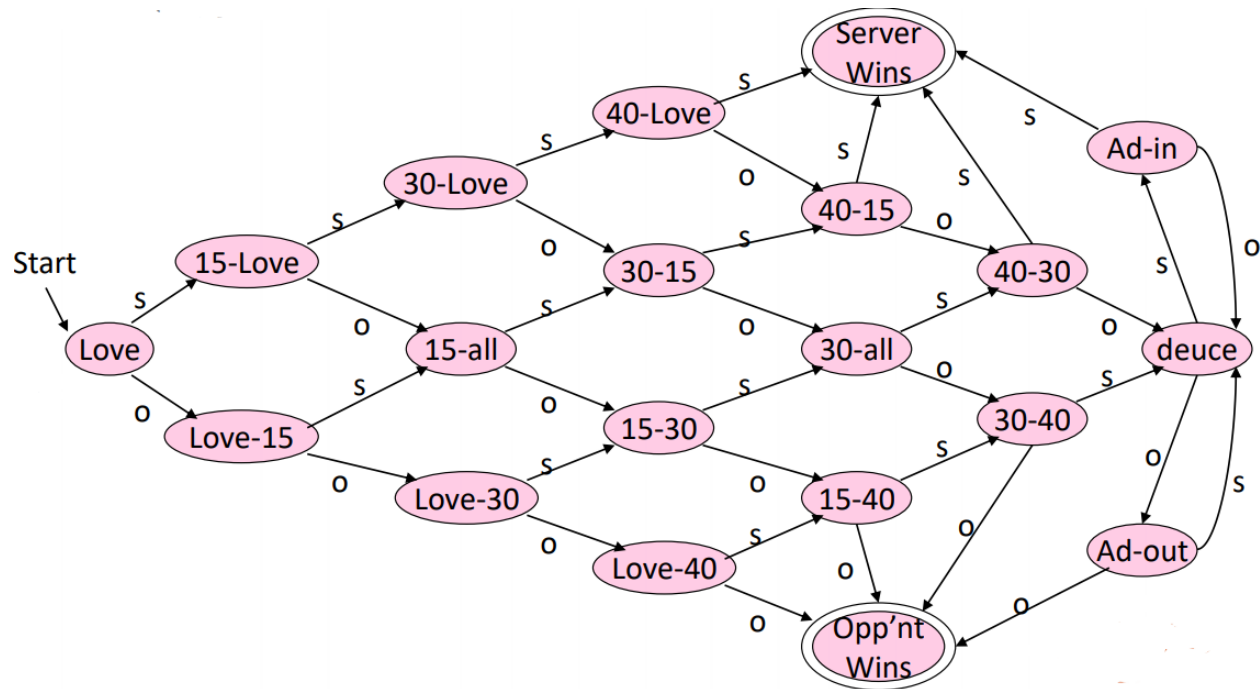 Server
Wins
s
40-Love
s
s
Ad-in
s
30-Love
o
s
s
40-15
s
o
15-Love
o
s
o
Start
30-15
40-30
s
s
s
s
o
o
o
Love
15-all
30-all
deuce
s
s
o
s
o
o
o
15-30
30-40
Love-15
s
o
s
o
s
o
Love-30
15-40
o
s
o
o
Ad-out
Love-40
o
o
o
Opp'nt
Wins